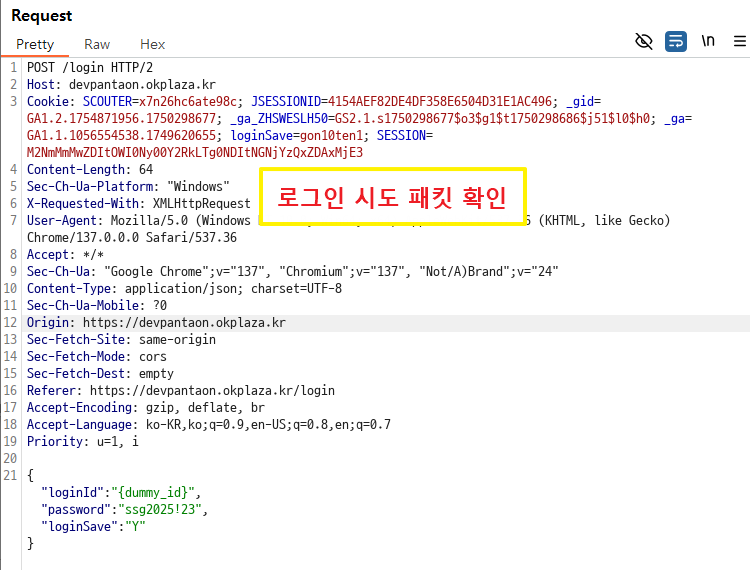 Request
Pretty Raw Hex
\n
1 POST /login HTTP/2
2 Host: devpantaon.okplaza.kr
3 Cookie: SCOUTER=x7n26hc6ate98c; JSESSIONID=4154AEF82DE4DF358E6504D31E1AC496; _gid=
GA1.2.1754871956.1750298677; _ga_ZHSWESLH50=GS2.1.s1750298677$o3$g1$t1750298686$j51$l0$h0; _ga=
GA1.1.1056554538.1749620655; loginSave=gon10ten1; SESSION=
M2NmMmMwZDItOWI0Ny00Y2RkLTg0NDItNGNjYzQxZDAxMjE3
4 Content-Length: 64
5 Sec-Ch-Ua-Platform: "Windows"
6 X-Requested-With: XMLHttpRequest
로그인 시도 패킷 확인
7 User-Agent: Mozilla/5.0 (Windows (KHTML, like Gecko)
Chrome/137.0.0.0 Safari/537.36
8 Accept: */*
9 Sec-Ch-Ua: "Google Chrome";v="137", "Chromium";v="137", "Not/A)Brand";v="24"
10 Content-Type: application/json; charset=UTF-8
11 Sec-Ch-Ua-Mobile: ?0
12 Origin: https://devpantaon.okplaza.kr
13 Sec-Fetch-Site: same-origin
14 Sec-Fetch-Mode: cors
15 Sec-Fetch-Dest: empty
16 Referer: https://devpantaon.okplaza.kr/login
17 Accept-Encoding: gzip, deflate, br
18 Accept-Language: ko-KR,ko;q=0.9,en-US;q=0.8,en;q=0.7
19 Priority: u=1, i
20
21 {
"loginId":"{dummy_id}",
"password":"ssg2025!23",
"loginSave":"Y"
}